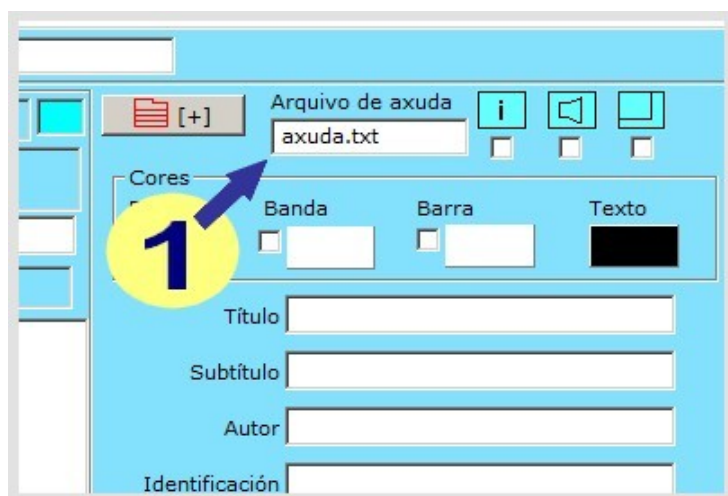 Arquivo de axuda
[+]
axuda.txt
i
Cores
Banda Barra Texto
1
Título
Subtítulo
Autor
Identificación